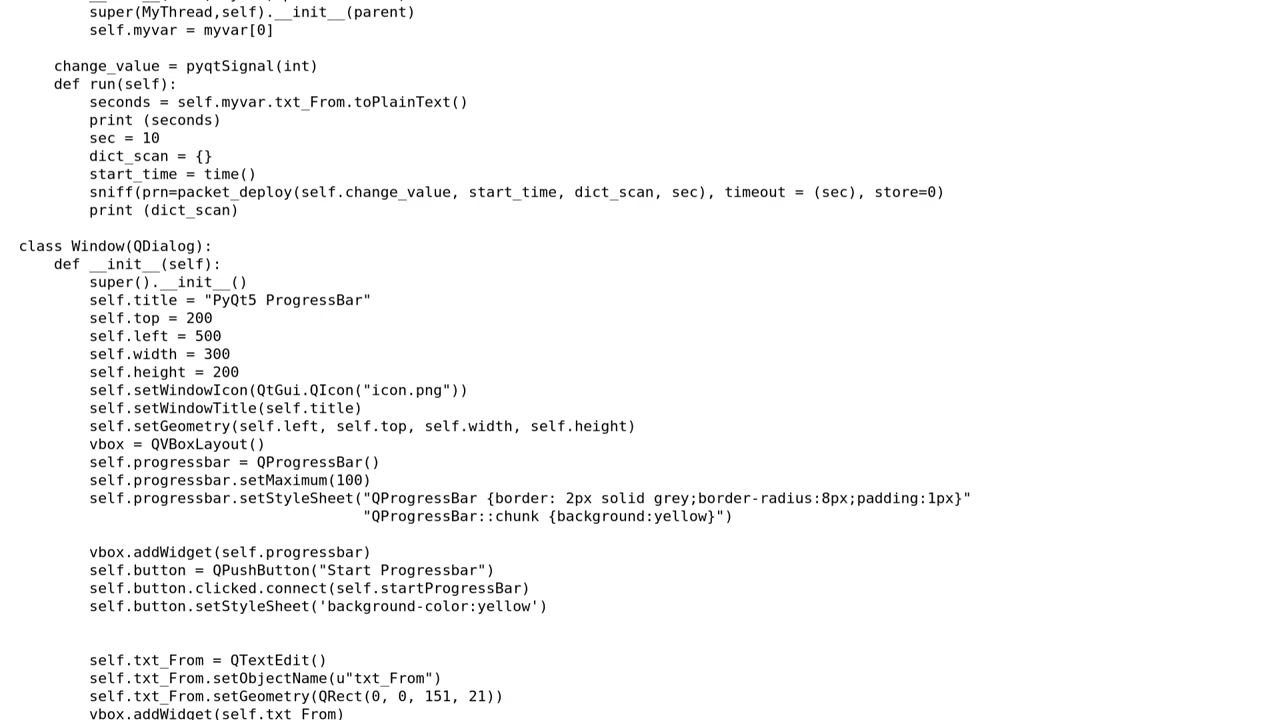 super(MyThread,self).__init__(parent)
self.myvar = myvar[0]
change_value = pyqtSignal(int)
def run(self):
seconds = self.myvar.txt_From.toPlainText()
print (seconds)
sec = 10
dict_scan = {}
start_time = time()
sniff(prn=packet_deploy(self.change_value, start_time, dict_scan, sec), timeout = (sec), store=0)
print (dict_scan)
class Window(QDialog):
def __init__(self):
super().__init__()
self.title = "PyQt5 ProgressBar"
self.top = 200
self.left = 500
self.width = 300
self.height = 200
self.setWindowIcon(QtGui.QIcon("icon.png"))
self.setWindowTitle(self.title)
self.setGeometry(self.left, self.top, self.width, self.height)
vbox = QVBoxLayout()
self.progressbar = QProgressBar()
self.progressbar.setMaximum(100)
self.progressbar.setStyleSheet("QProgressBar {border: 2px solid grey;border-radius:8px;padding:1px}"
"QProgressBar::chunk {background:yellow}")
vbox.addWidget(self.progressbar)
self.button = QPushButton("Start Progressbar")
self.button.clicked.connect(self.startProgressBar)
self.button.setStyleSheet('background-color:yellow')
self.txt_From = QTextEdit()
self.txt_From.setObjectName(u"txt_From")
self.txt_From.setGeometry(QRect(0, 0, 151, 21))
vbox.addWidget(self.txt_From)